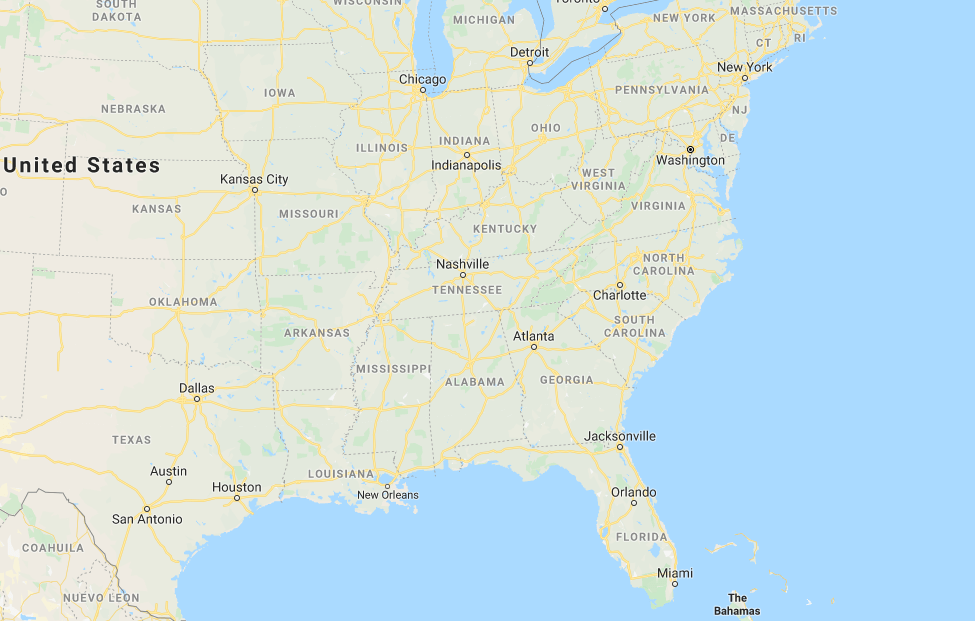 SOUTH
DAKOTA
WISCONSIN
MICHIGAN
Toronto
NEW YORK
MASSACHUSETTS
CT
RI
Detroit
New York
Chicago
IOWA
NEBRASKA
PENNSYLVANIA
NJ
OHIO
DE
ILLINOIS
INDIANA
Indianapolis
Washington
United States
Kansas City
WEST
VIRGINIA
O
KANSAS
MISSOURI
VIRGINIA
KENTUCKY
Nashville
TENNESSEE
NORTH
CAROLINA
Charlotte
OKLAHOMA
ARKANSAS
SOUTH
CAROLINA
Atlanta
MISSISSIPPI
ALABAMA
GEORGIA
Dallas
TEXAS
Jacksonville
Austin
Houston
LOUISIANA
New Orleans
Orlando
San Antonio
FLORIDA
COAHUILA
Miami
NUEVO LEON
The
Bahamas